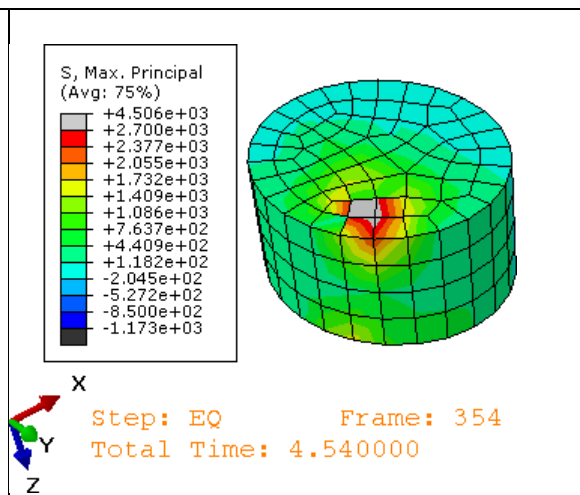 S, Max. Principal
(Avg: 75%)
+4.506e+03
+2.700e+03
+2.377e+03
+2.055e+03
+1.732e+03
+1.409e+03
+1.086e+03
+7.637e+02
+4.409e+02
+1.182e+02
-2.045e+02
-5.272e+02
-8.500e+02
-1.173e+03
X
Y
Z
Step: EQ Frame: 354
Total Time: 4.540000